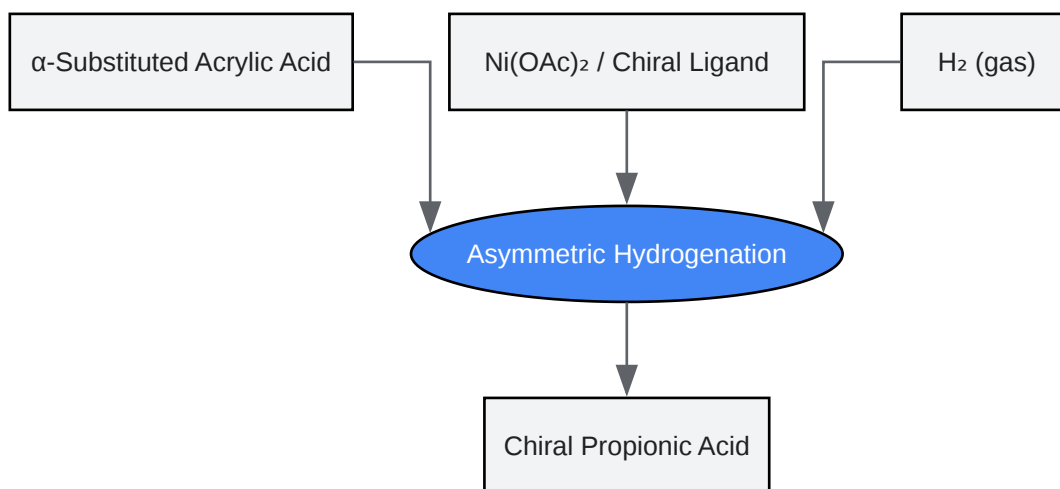 α-Substituted Acrylic Acid
Ni(OAc)₂ / Chiral Ligand
H₂ (gas)
Asymmetric Hydrogenation
Chiral Propionic Acid